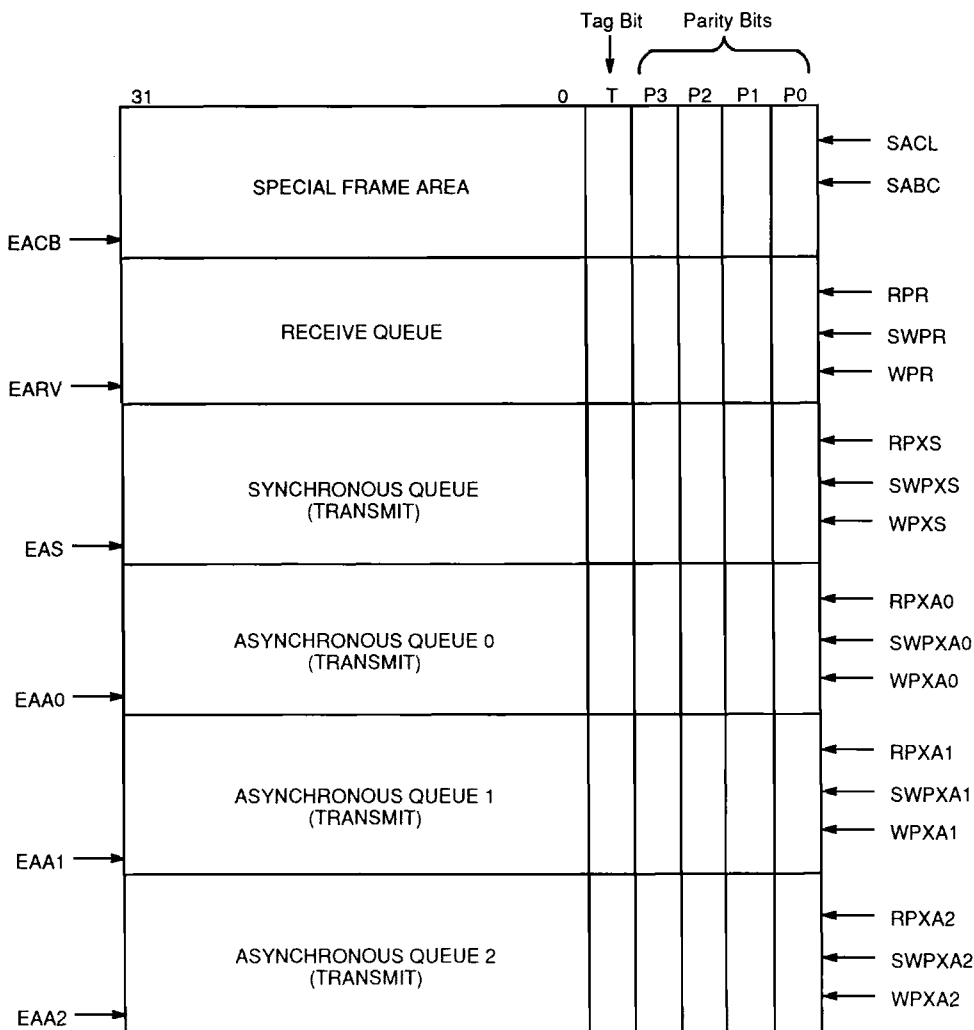 Tag Bit Parity Bits
31 0 T P3 P2 P1 P0
SACL
SPECIAL FRAME AREA
SABC
EACB
RPR
RECEIVE QUEUE
SWPR
WPR
EARV
RPXS
SYNCHRONOUS QUEUE
(TRANSMIT)
SWPXS
WPXS
EAS
RPXA0
ASYNCHRONOUS QUEUE 0
(TRANSMIT)
SWPXA0
WPXA0
EAA0
RPXA1
ASYNCHRONOUS QUEUE 1
(TRANSMIT)
SWPXA1
WPXA1
EAA1
RPXA2
ASYNCHRONOUS QUEUE 2
(TRANSMIT)
SWPXA2
WPXA2
EAA2